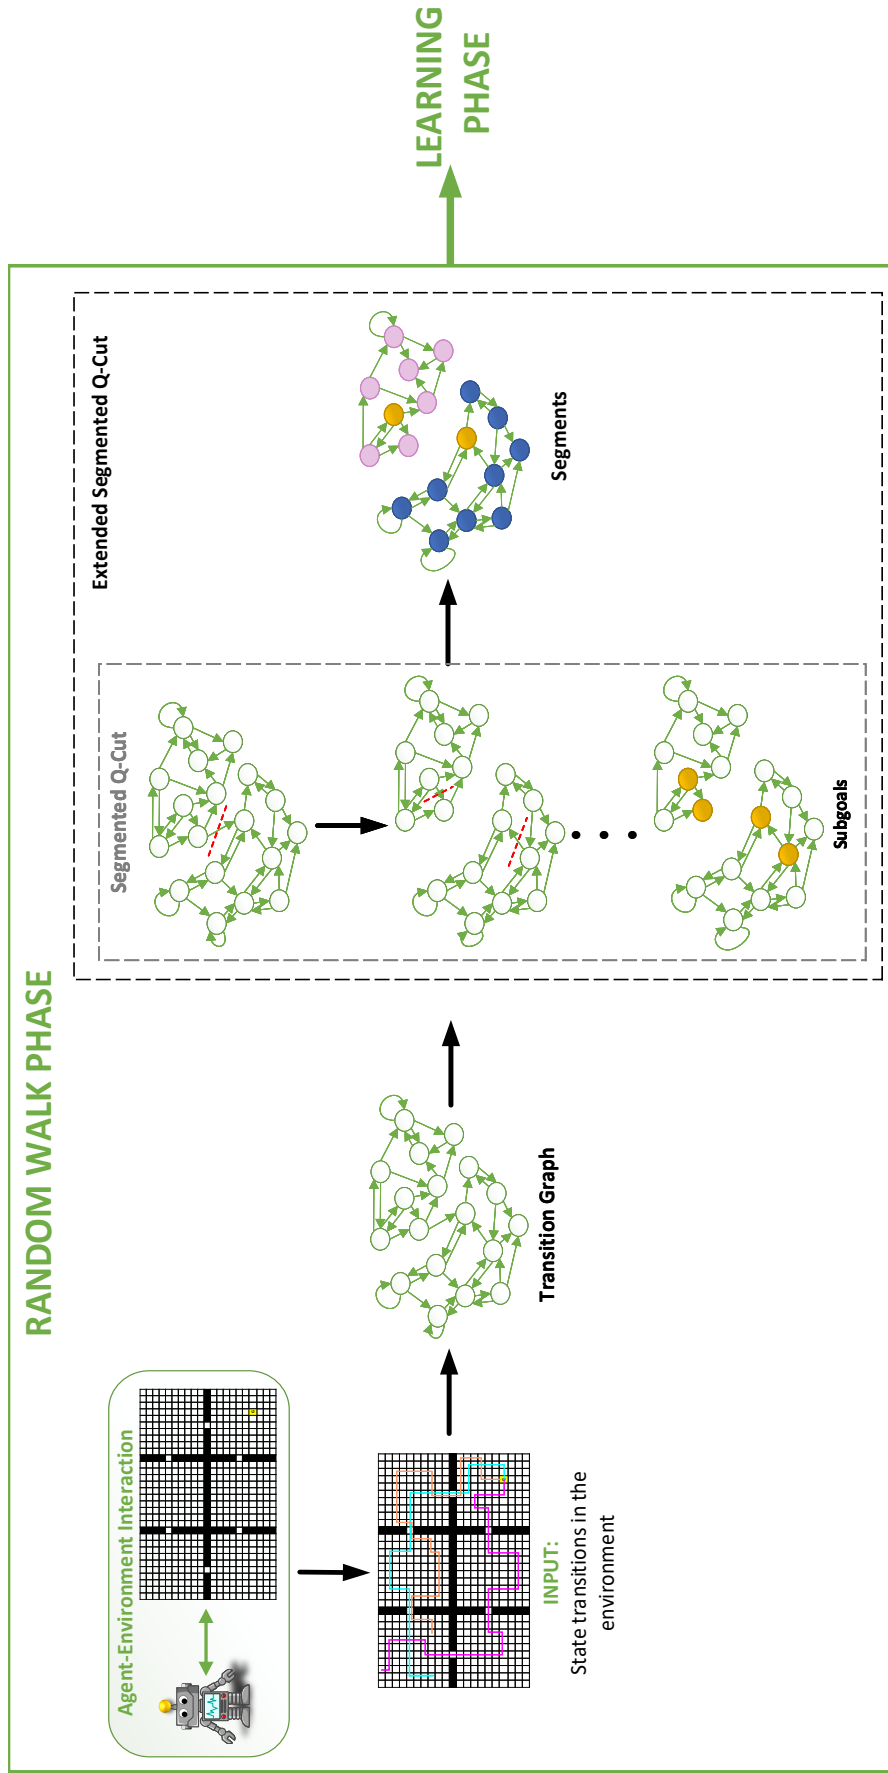 RANDOM WALK PHASE
Agent-Environment Interaction
INPUT:
State transitions in the
environment
Transition Graph
Extended Segmented Q-Cut
Segmented Q-Cut
Subgoals
Segments
LEARNING
PHASE